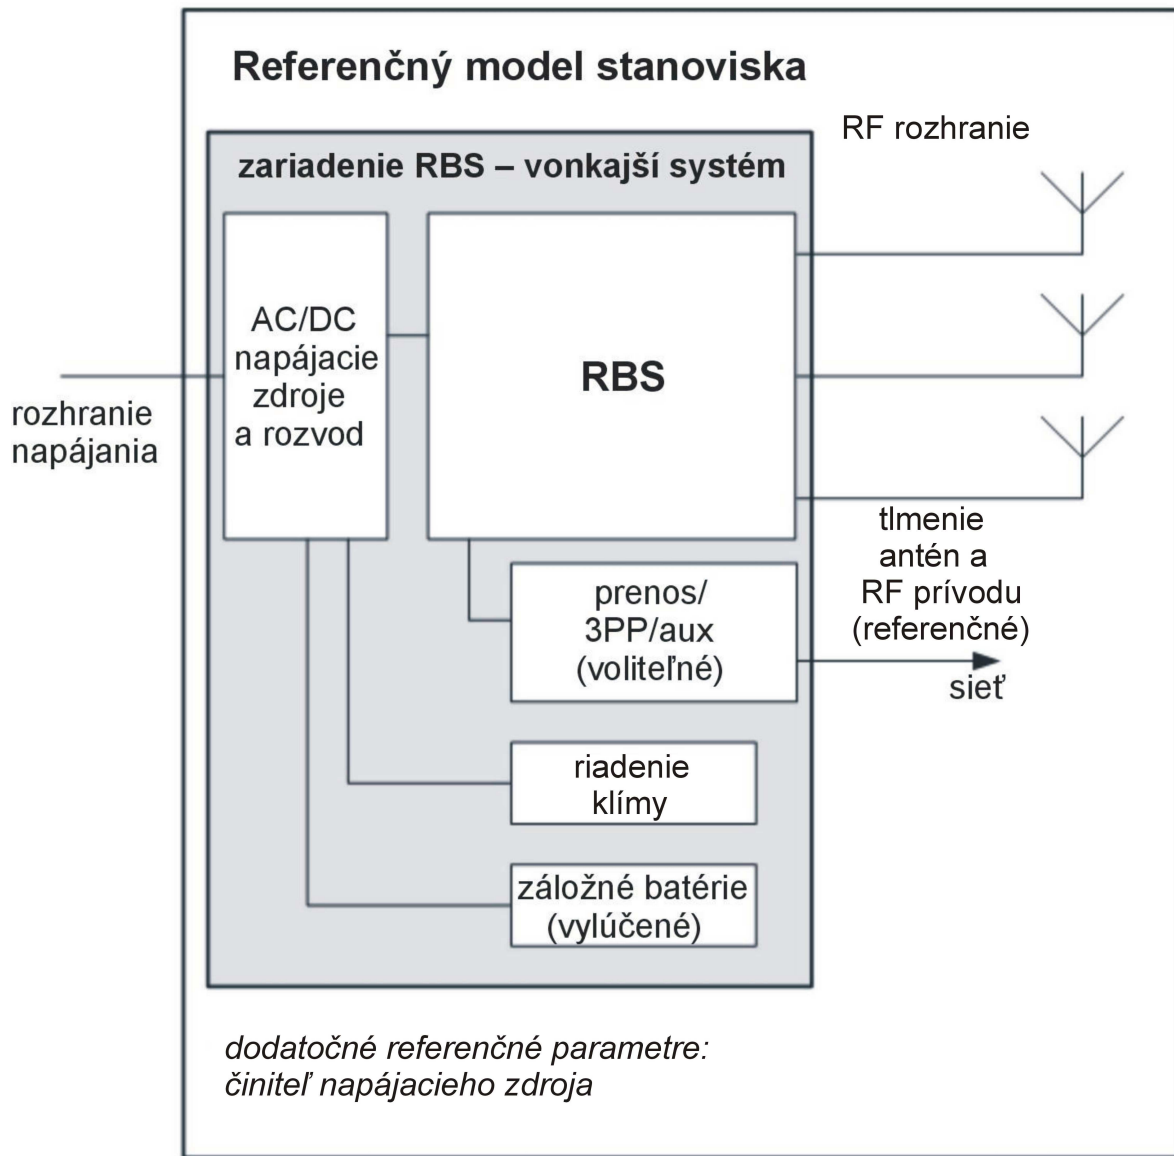 Referenčný model stanoviska
RF rozhranie
zariadenie RBS – vonkajší systém
AC/DC
napájacie
zdroje
a rozvod
RBS
rozhranie
napájania
tlmenie
antén a
RF prívodu
(referenčné)
prenos/
3PP/aux
(voliteľné)
sieť
riadenie
klímy
záložné batérie
(vylúčené)
dodatočné referenčné parametre:
činiteľ napájacieho zdroja